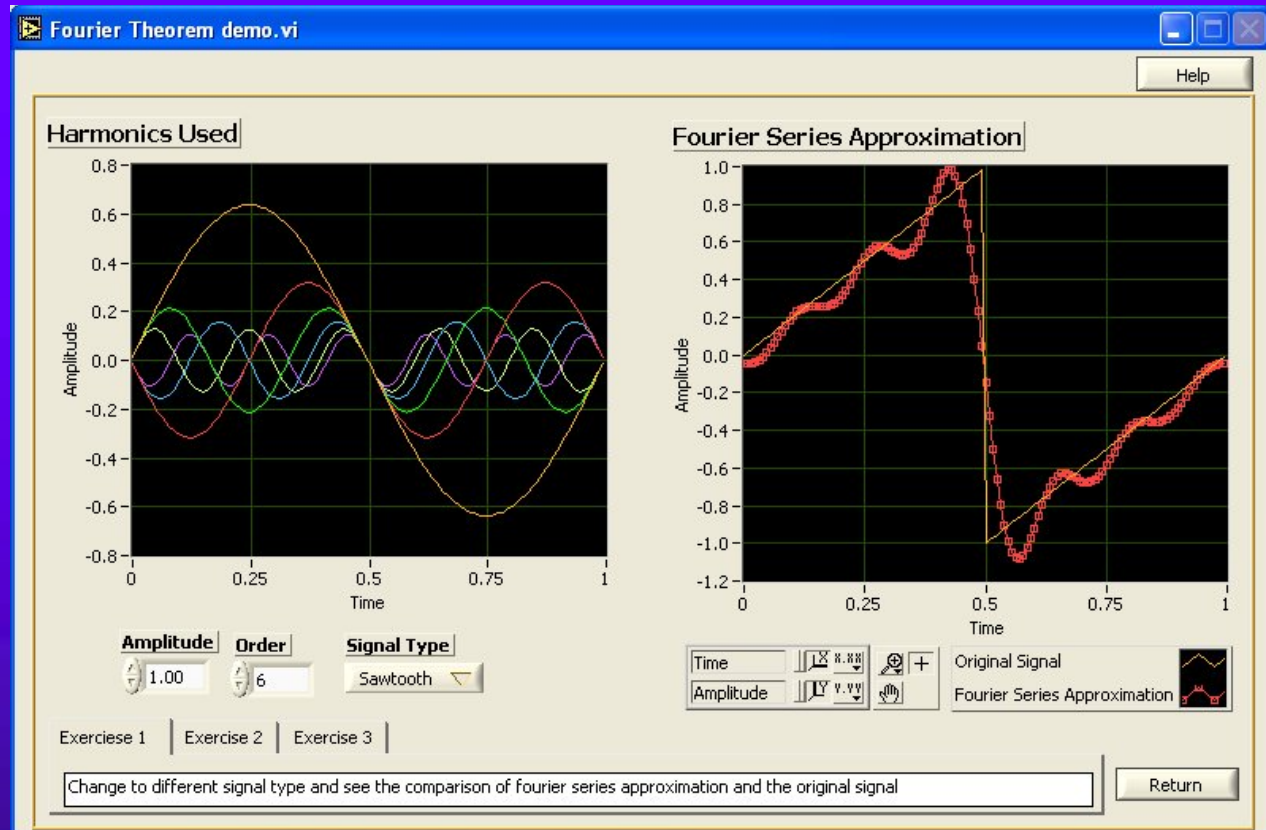 Fourier Theorem demo.vi
Help
Harmonics Used
0.8
0.6
0.4
0.2
0.0
-0.2
-0.4
-0.6
-0.8
Amplitude
0
0.25
0.5
0.75
1
Time
Fourier Series Approximation
1.0
0.8
0.6
0.4
0.2
0.0
-0.2
-0.4
-0.6
-0.8
-1.0
-1.2
Amplitude
0
0.25
0.5
0.75
1
Time
Amplitude Order Signal Type
1.00 6 Sawtooth
Time X X.XX
Amplitude Y Y.YY
Original Signal
Fourier Series Approximation
Exerciese 1 Exercise 2 Exercise 3
Change to different signal type and see the comparison of fourier series approximation and the original signal
Return